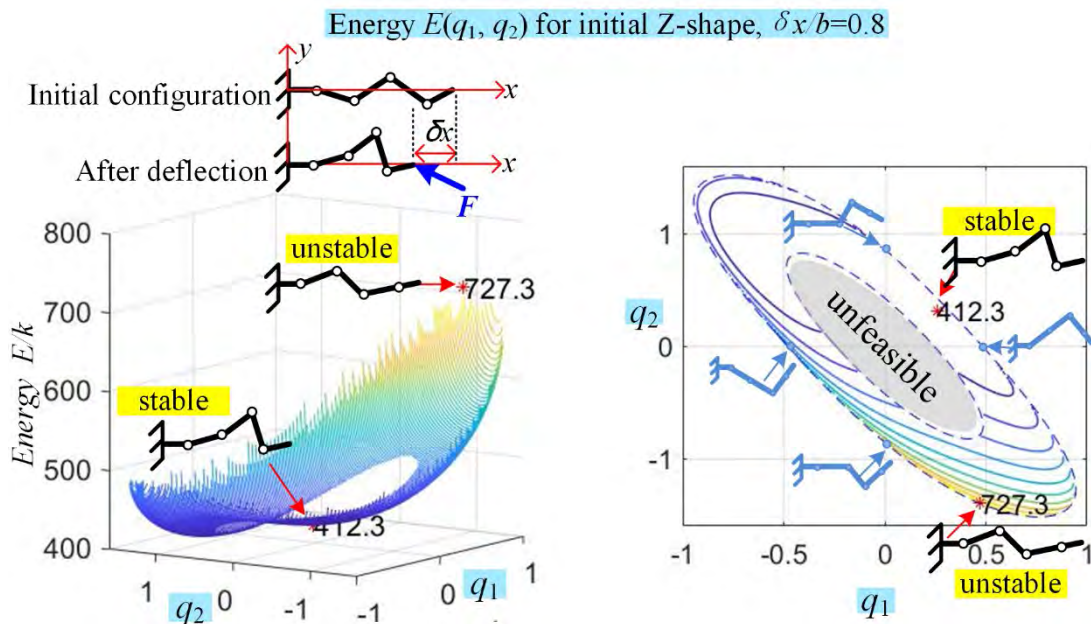 Energy E(q1, q2) for initial Z-shape, δx/b=0.8
y
Initial configuration
x
δx
After deflection
x
F
800
700
600
500
400
Energy E/k
unstable
727.3
stable
412.3
1
0
-1
q2
-1
0
1
q1
1
0
-1
q2
stable
412.3
unfeasible
727.3
unstable
-1
-0.5
0
0.5
1
q1